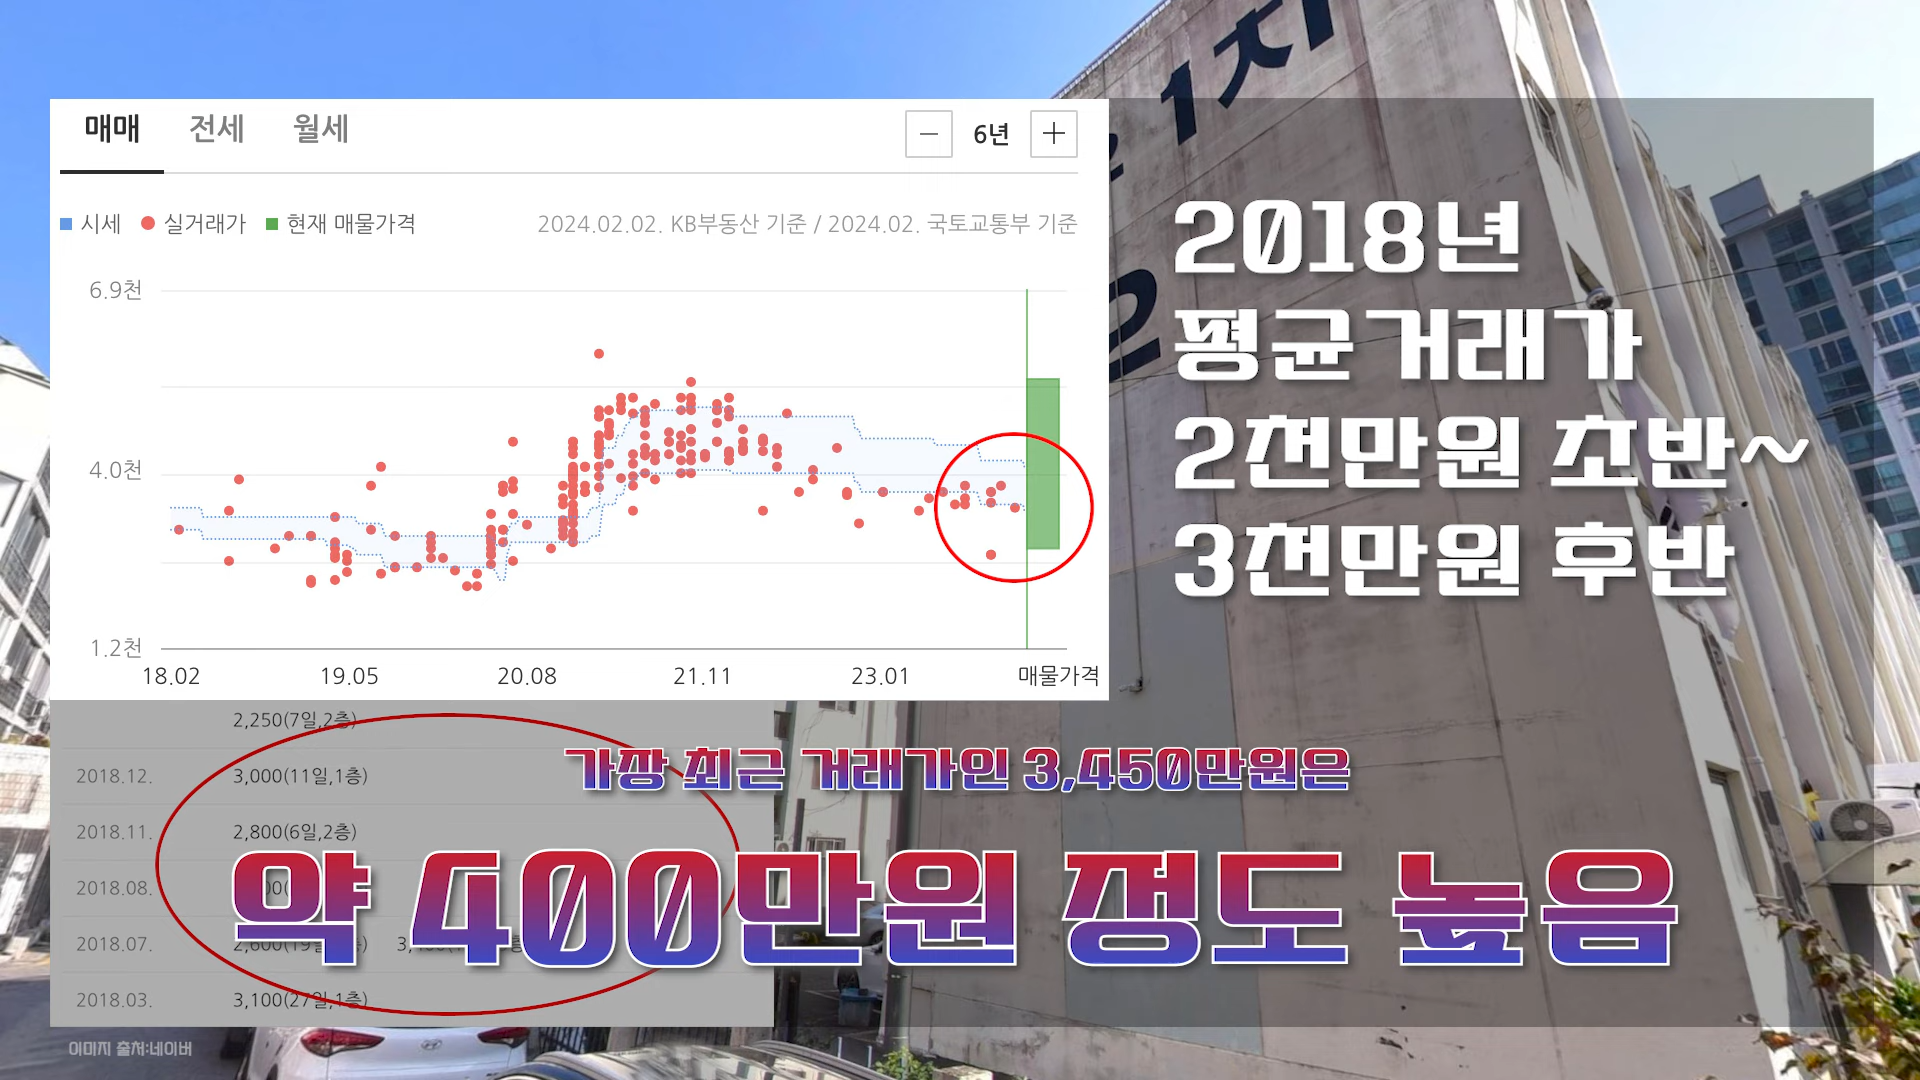 1차
2
매매 전세 월세
6년
시세 실거래가 현재 매물가격
2024.02.02. KB부동산 기준 / 2024.02. 국토교통부 기준
6.9천
4.0천
1.2천
18.02 19.05 20.08 21.11 23.01 매물가격
2018년
평균거래가
2천만원 초반~
3천만원 후반
2,250(7일,2층)
2018.12. 3,000(11일,1층)
2018.11. 2,800(6일,2층)
2018.08.
2018.07.
2018.03. 3,100(27일,1층)
가장 최근 거래가인 3,450만원은
약 400만원 정도 높음
이미지 출처:네이버